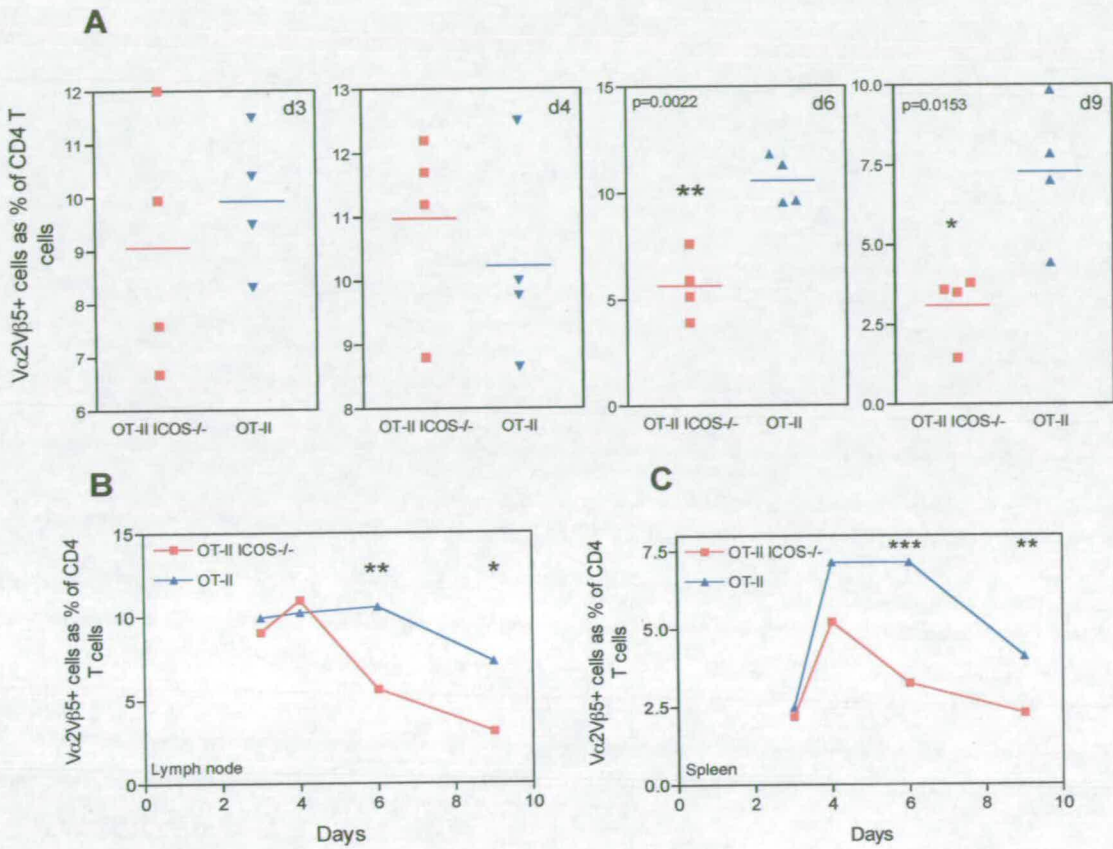 A
Vα2Vβ5+ cells as % of CD4 T
cells
12
11
10
9
8
7
6
d3
OT-II ICOS-/-
OT-II
13
12
11
10
9
8
d4
OT-II ICOS-/-
OT-II
15
10
5
0
p=0.0022
d6
**
OT-II ICOS-/-
OT-II
10.0
7.5
5.0
2.5
0.0
p=0.0153
d9
*
OT-II ICOS-/-
OT-II
B
Vα2Vβ5+ cells as % of CD4
T cells
15
10
5
0
OT-II ICOS-/-
OT-II
**
*
Lymph node
0
2
4
6
8
10
Days
C
Vα2Vβ5+ cells as % of CD4
T cells
7.5
5.0
2.5
0.0
OT-II ICOS-/-
OT-II
***
**
Spleen
0
2
4
6
8
10
Days